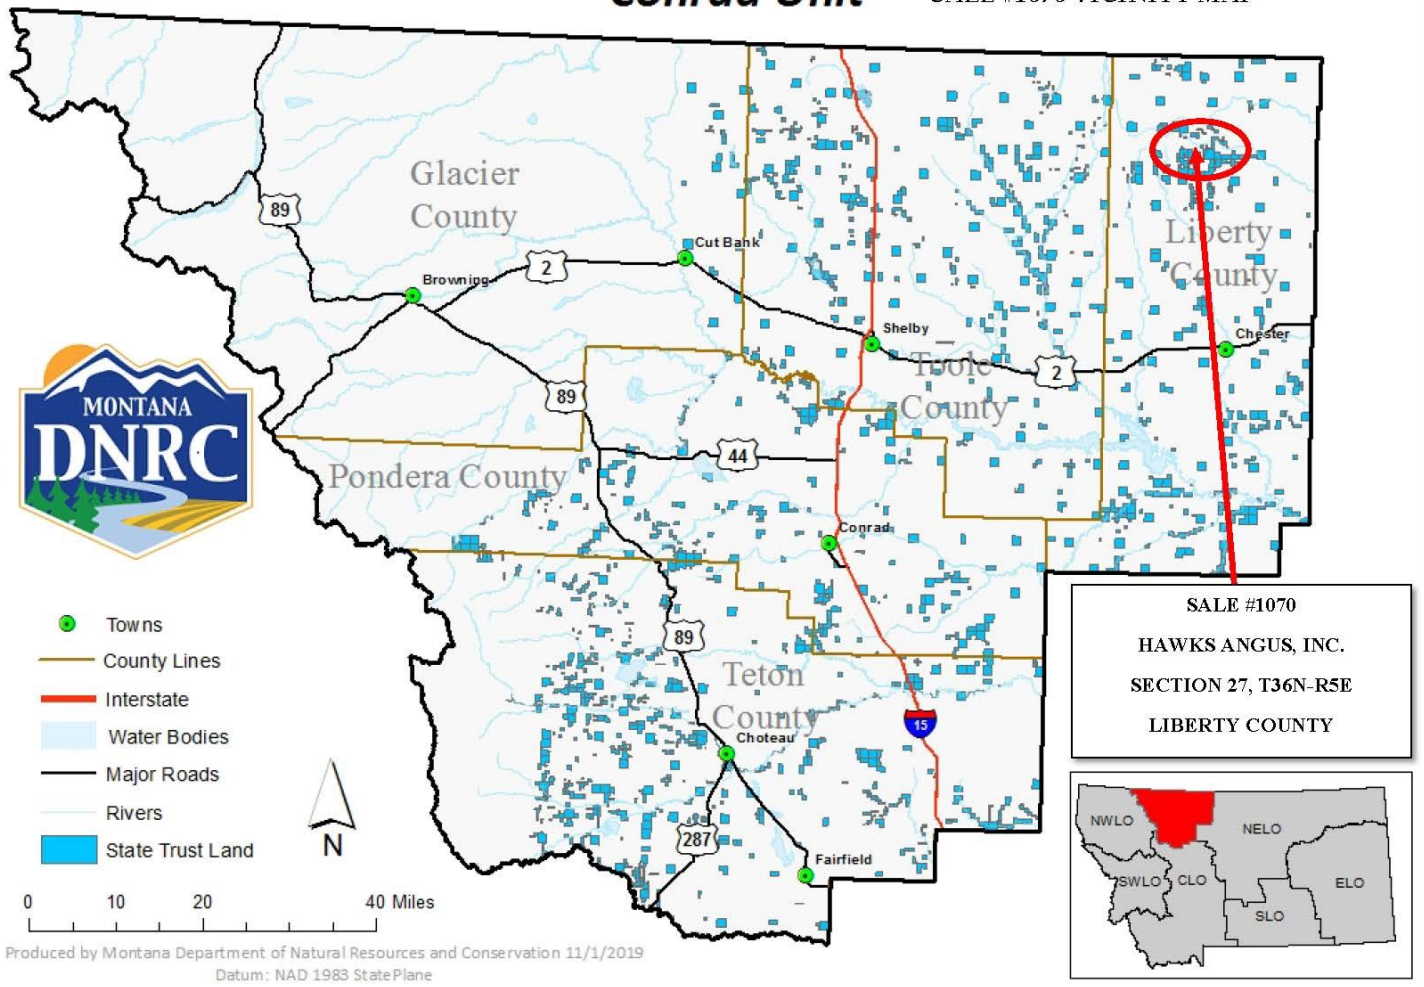 Conrad Unit
SALE #1070 VICINITY MAP
Glacier
County
89
2
Cut Bank
Browning
Liberty
County
Shelby
Chester
Toole
County
2
89
MONTANA
DNRC
44
Pondera County
Conrad
89
Teton
County
Choteau
15
287
Fairfield
Towns
County Lines
Interstate
Water Bodies
Major Roads
Rivers
State Trust Land
N
0 10 20 40 Miles
SALE #1070
HAWKS ANGUS, INC.
SECTION 27, T36N-R5E
LIBERTY COUNTY
NWLO
NELO
SWLO
CLO
ELO
SLO
Produced by Montana Department of Natural Resources and Conservation 11/1/2019
Datum: NAD 1983 StatePlane